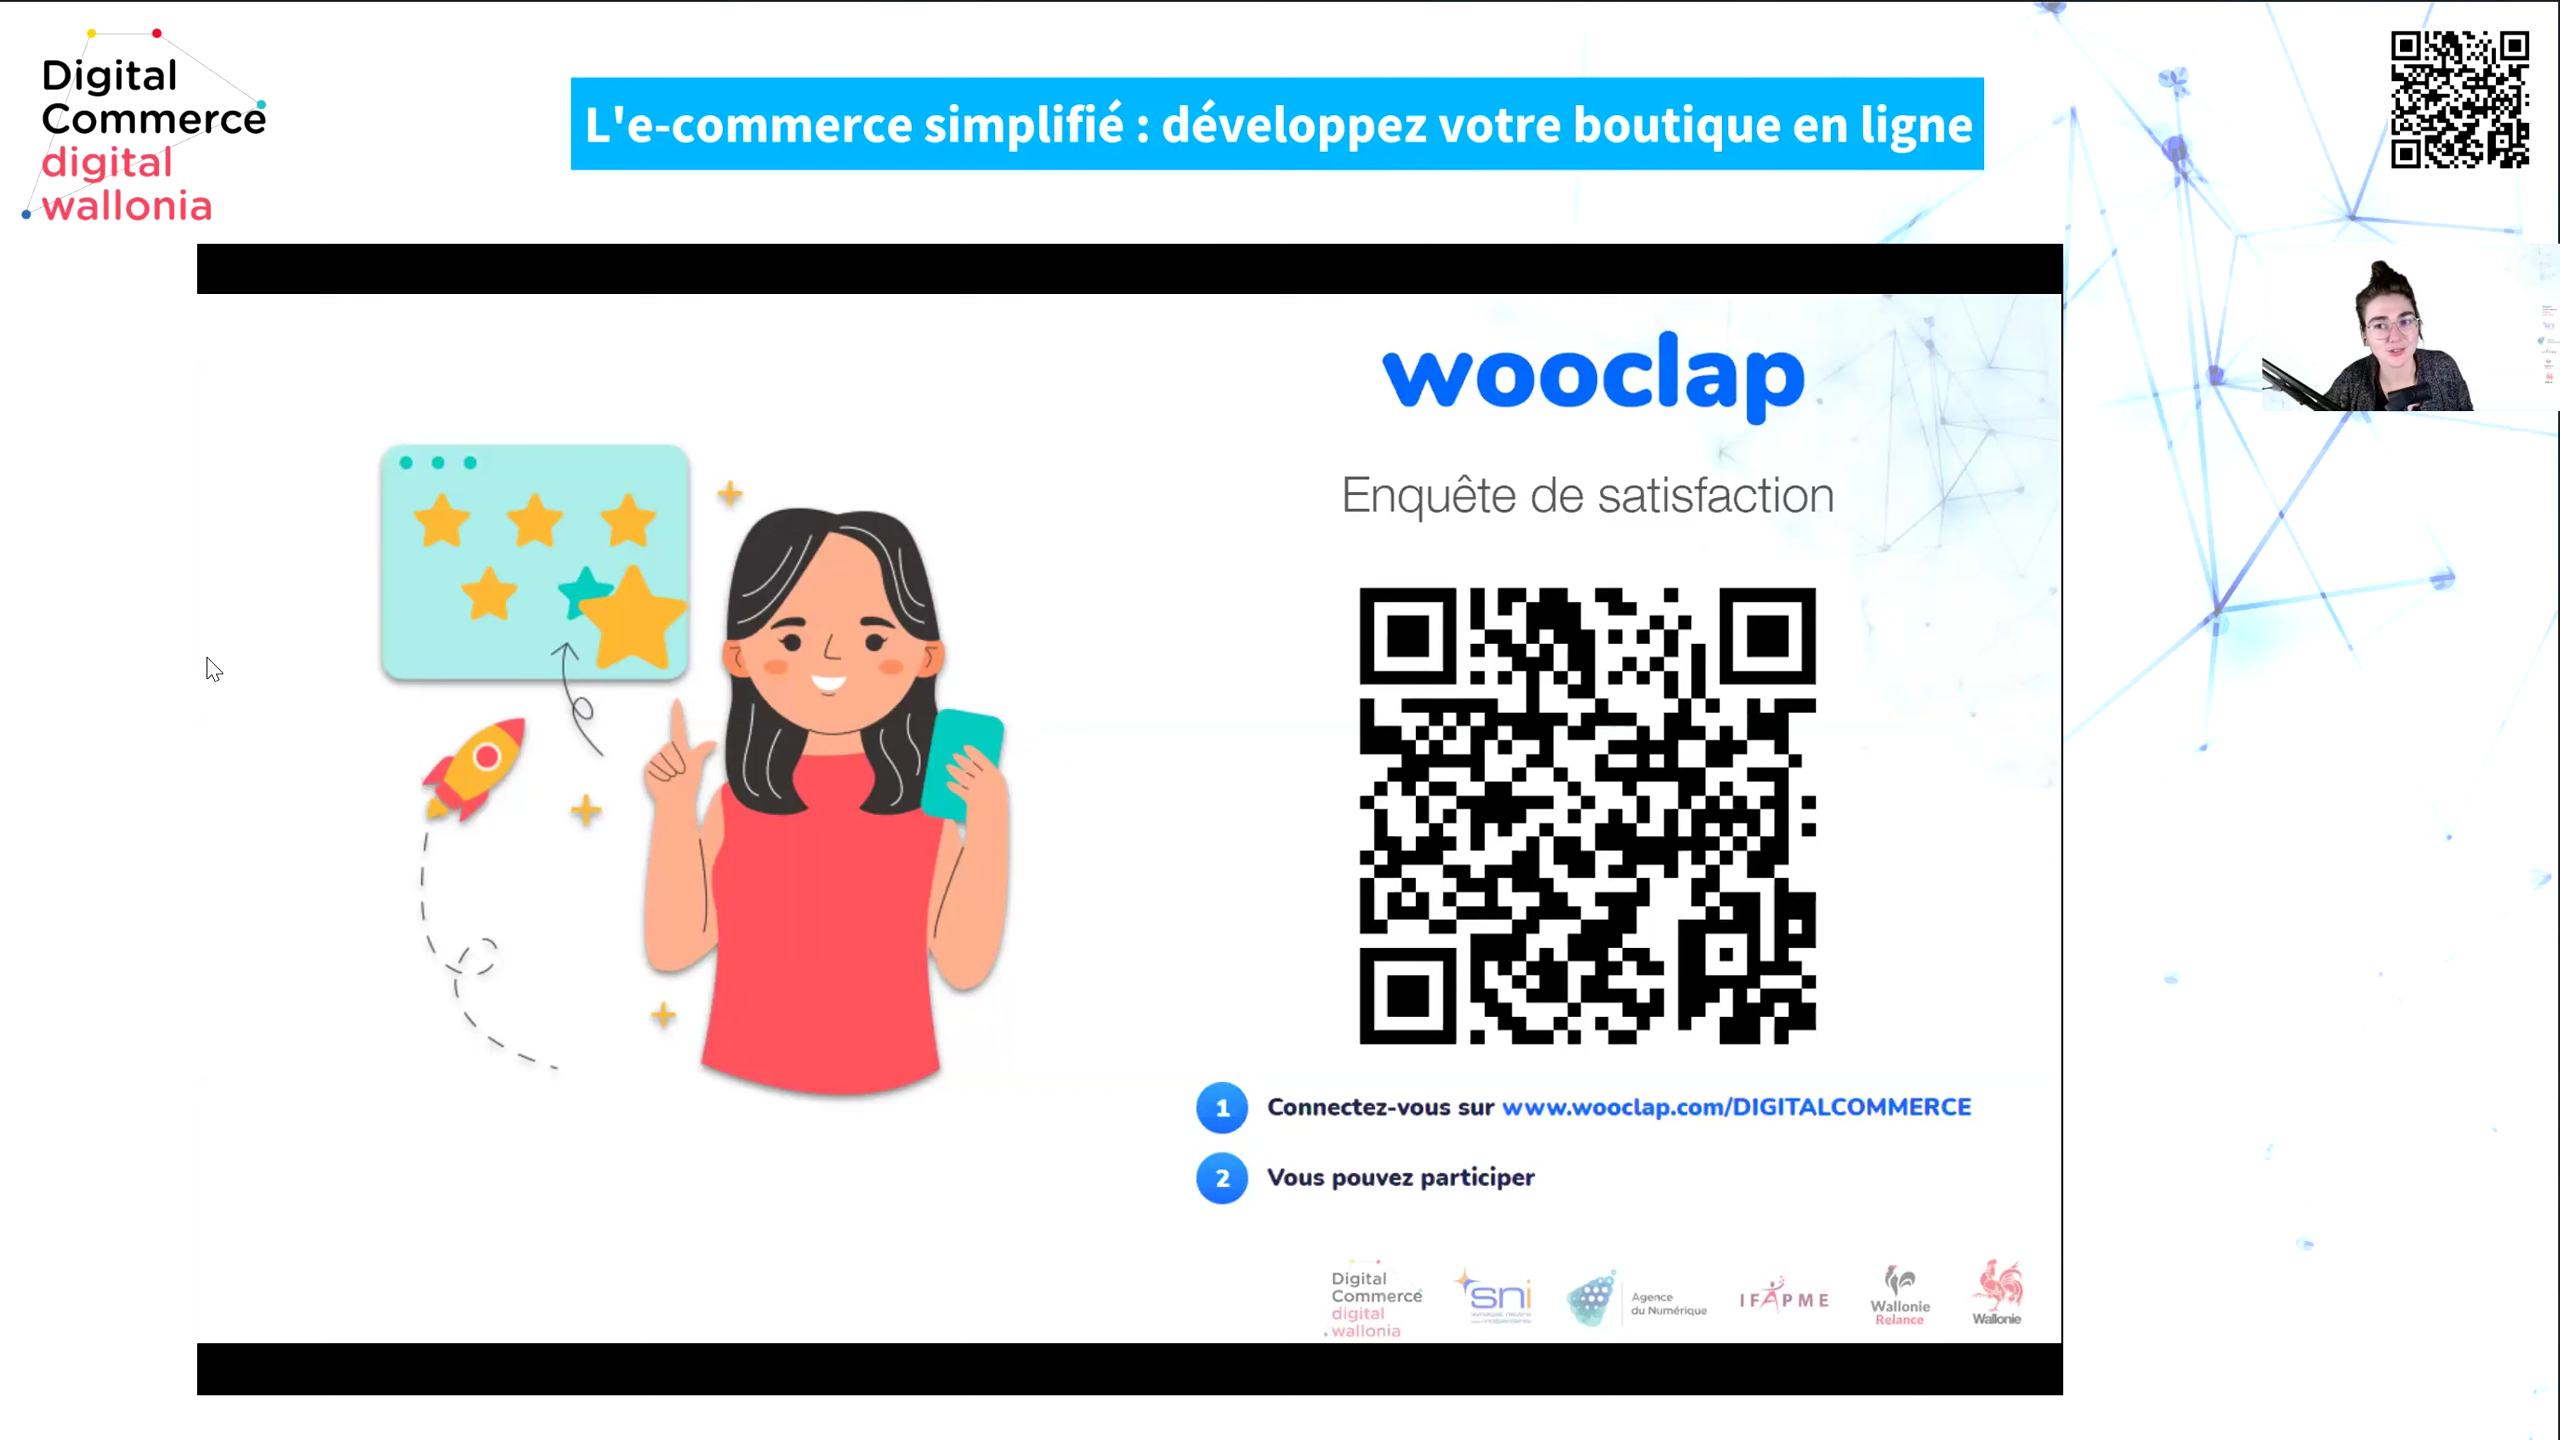 Digital
Commerce
digital
wallonia
L'e-commerce simplifié : développez votre boutique en ligne
wooclap
Enquête de satisfaction
1 Connectez-vous sur www.wooclap.com/DIGITALCOMMERCE
2 Vous pouvez participer
Digital
Commerce
digital
wallonia
sni
Agence
du Numérique
IFAPME
Wallonie
Relance
Wallonie